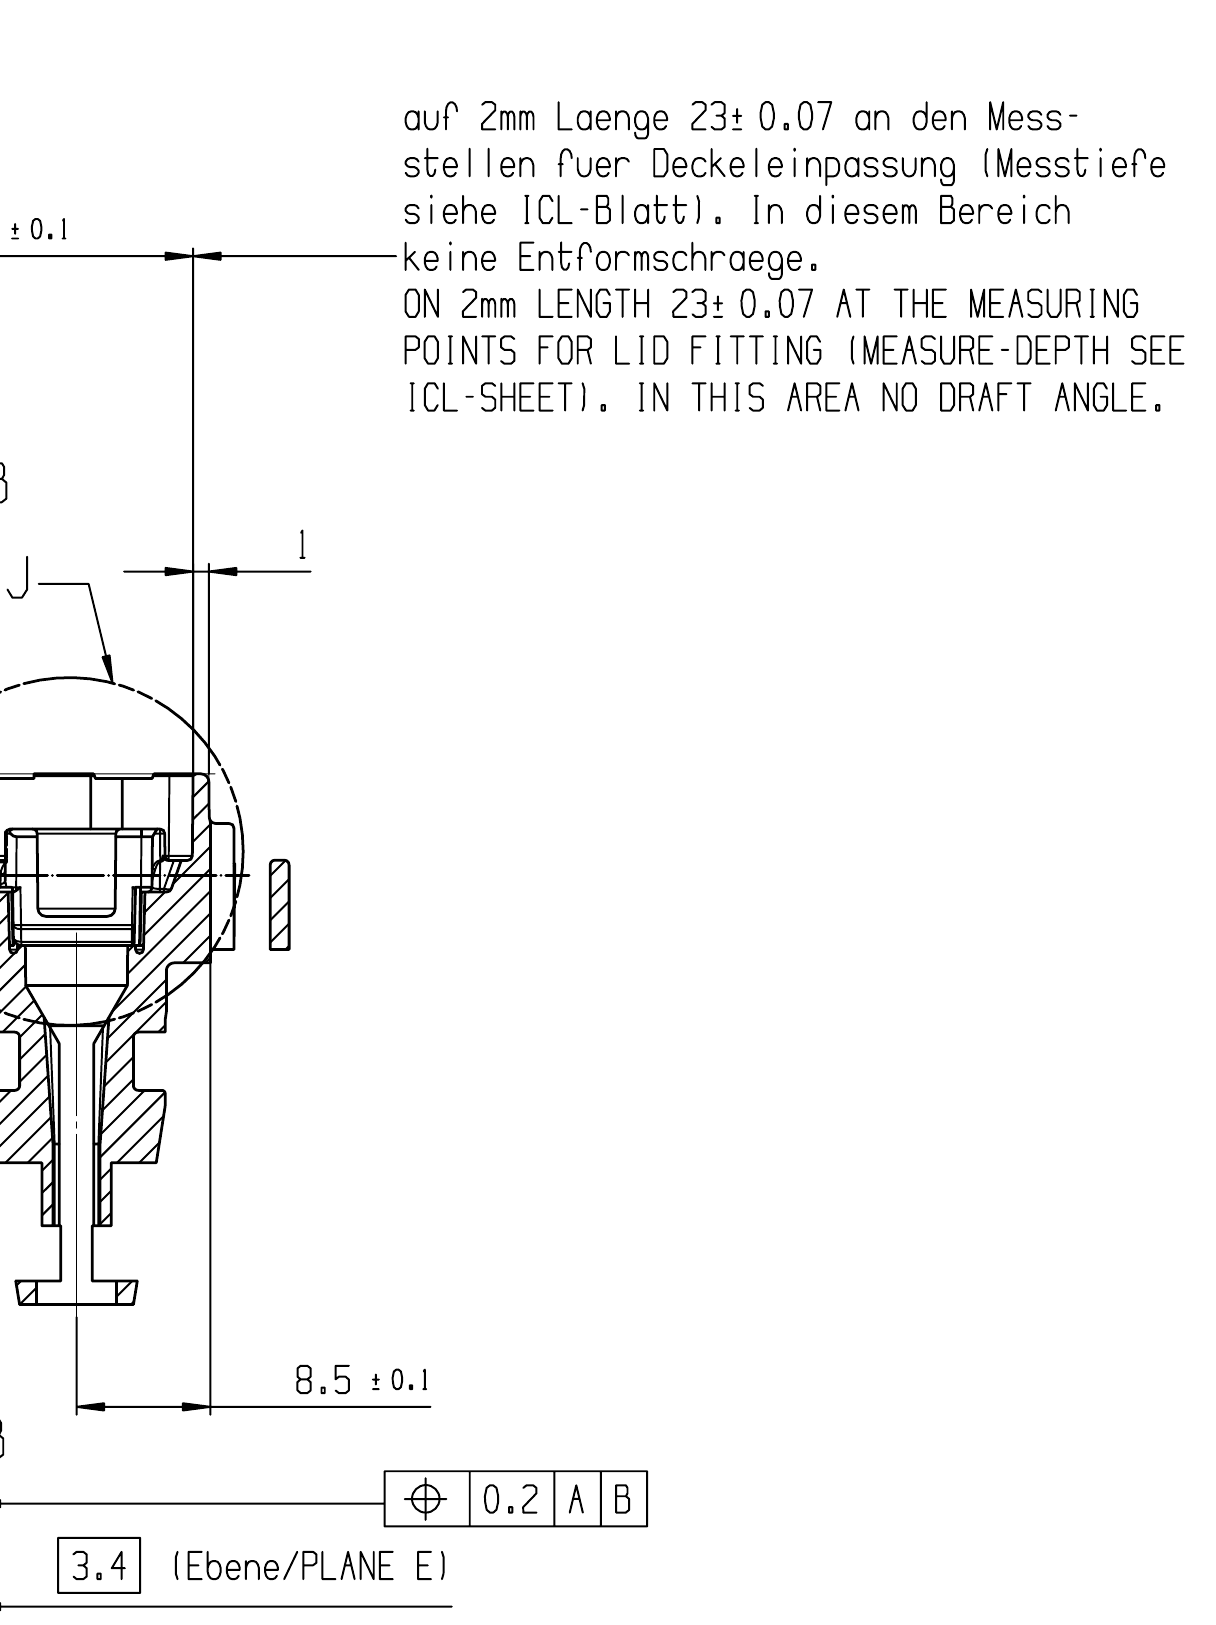 auf 2mm Laenge 23± 0.07 an den Mess-
stellen fuer Deckeleinpassung (Messtiefe
siehe ICL-Blatt). In diesem Bereich
keine Entformschraege.
ON 2mm LENGTH 23± 0.07 AT THE MEASURING
POINTS FOR LID FITTING (MEASURE-DEPTH SEE
ICL-SHEET). IN THIS AREA NO DRAFT ANGLE.
± 0.1
1
J
8.5 ± 0.1
0.2 A B
3.4 (Ebene/PLANE E)